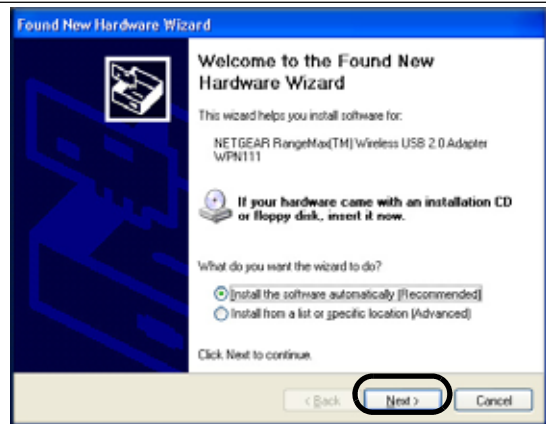 Found New Hardware Wizard
Welcome to the Found New
Hardware Wizard
This wizard helps you install software for:
NETGEAR RangeMax(TM) Wireless USB 2.0 Adapter
WPN111
If your hardware came with an installation CD
or floppy disk, insert it now.
What do you want the wizard to do?
Install the software automatically (Recommended)
Install from a list or specific location (Advanced)
Click Next to continue.
< Back Next > Cancel